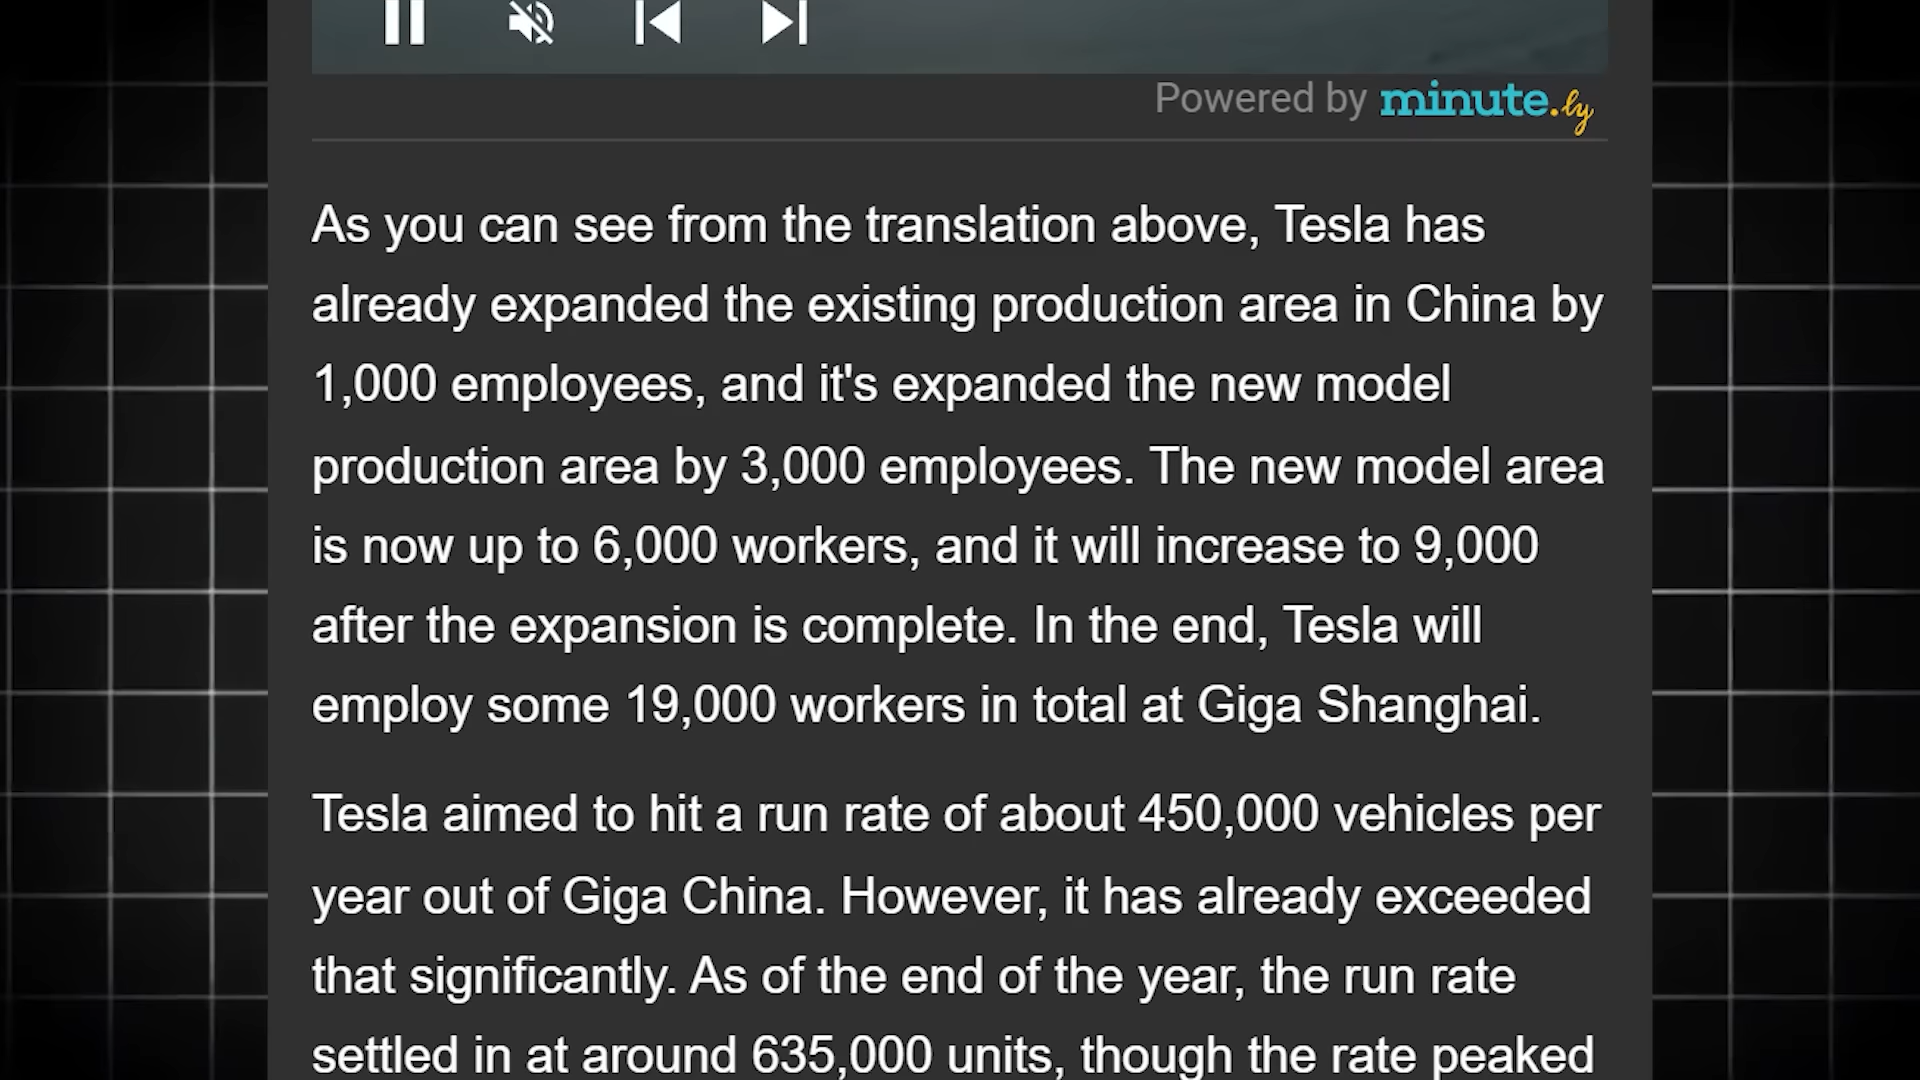 Powered by minute.ly
As you can see from the translation above, Tesla has
already expanded the existing production area in China by
1,000 employees, and it's expanded the new model
production area by 3,000 employees. The new model area
is now up to 6,000 workers, and it will increase to 9,000
after the expansion is complete. In the end, Tesla will
employ some 19,000 workers in total at Giga Shanghai.
Tesla aimed to hit a run rate of about 450,000 vehicles per
year out of Giga China. However, it has already exceeded
that significantly. As of the end of the year, the run rate
settled in at around 635,000 units, though the rate peaked